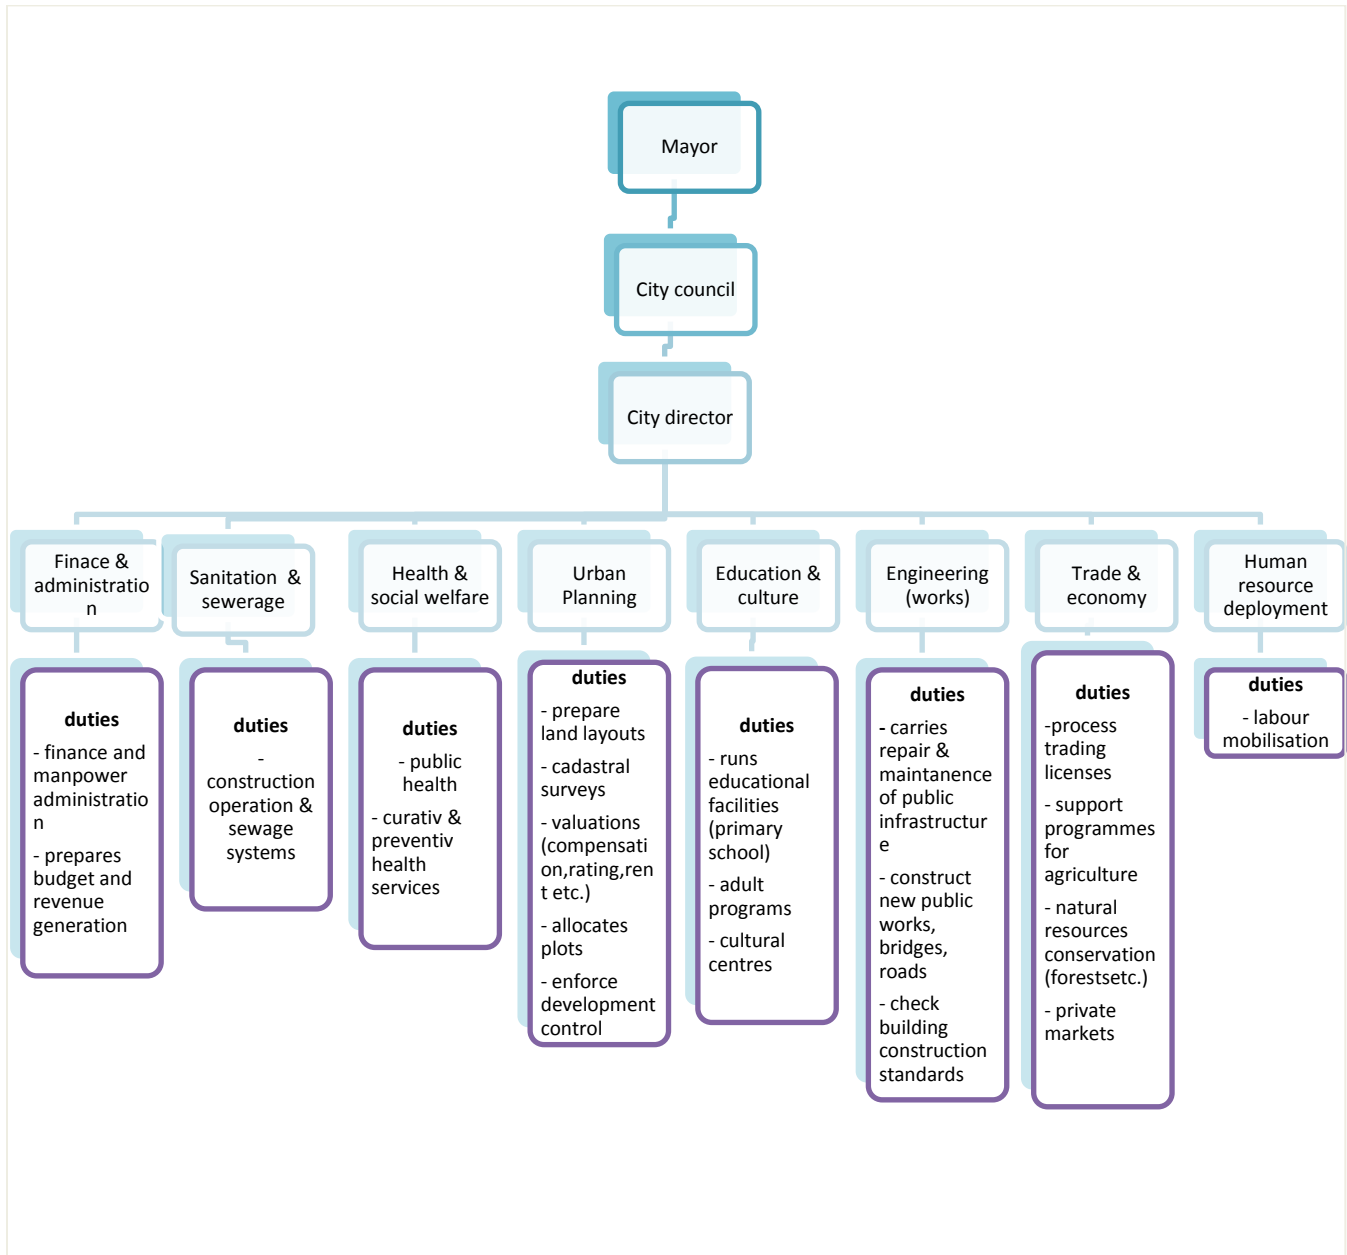 Mayor
City council
City director
Finace &
administratio
n
Sanitation  &
sewerage
Health &
social welfare
Urban
Planning
Education &
culture
Engineering
(works)
Trade &
economy
Human
resource
deployment
duties
- finance and
manpower
administratio
n
- prepares
budget and
revenue
generation
duties
-
construction
operation &
sewage
systems
duties
- public
health
- curativ &
preventiv
health
services
duties
- prepare
land layouts
- cadastral
surveys
- valuations
(compensati
on,rating,ren
t etc.)
- allocates
plots
- enforce
development
control
duties
- runs
educational
facilities
(primary
school)
- adult
programs
- cultural
centres
duties
- carries
repair &
maintanence
of public
infrastructur
e
- construct
new public
works,
bridges,
roads
- check
building
construction
standards
duties
-process
trading
licenses
- support
programmes
for
agriculture
- natural
resources
conservation
(forestsetc.)
- private
markets
duties
- labour
mobilisation